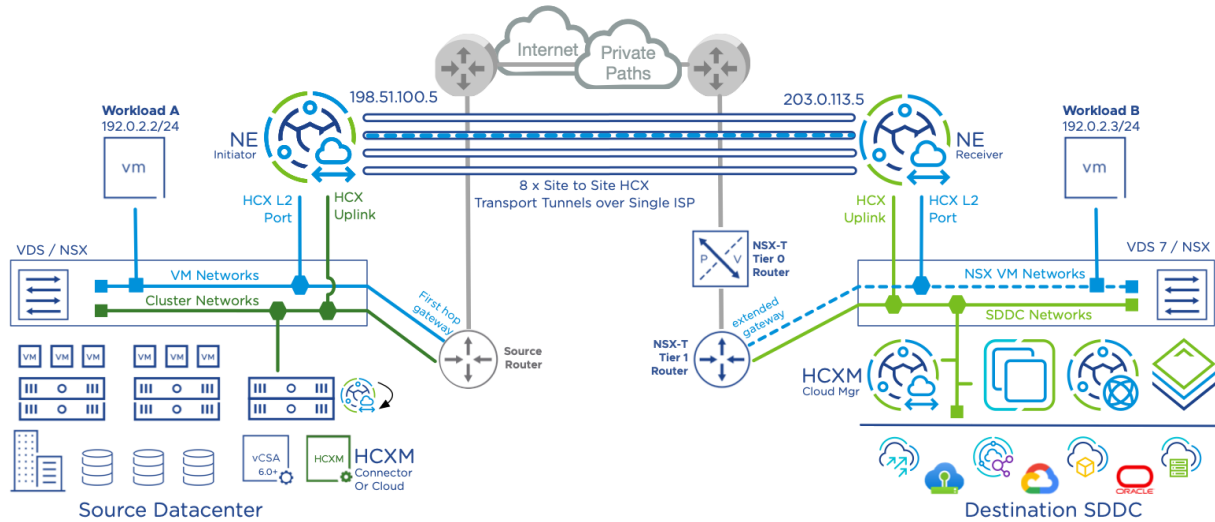 Internet
Private
Paths
198.51.100.5
203.0.113.5
Workload A
192.0.2.2/24
vm
NE
Initiator
NE
Receiver
Workload B
192.0.2.3/24
vm
8 x Site to Site HCX
Transport Tunnels over Single ISP
HCX L2
Port
HCX
Uplink
HCX
Uplink
HCX L2
Port
VDS / NSX
VM Networks
Cluster Networks
First hop
gateway
Source
Router
P V
NSX-T
Tier 0
Router
NSX-T
Tier 1
Router
extended
gateway
VDS 7 / NSX
NSX VM Networks
SDDC Networks
VM VM VM
VM VM VM
HCXM
Cloud Mgr
vCSA
6.0+
HCXM
HCXM
Connector
Or Cloud
ORACLE
Source Datacenter
Destination SDDC